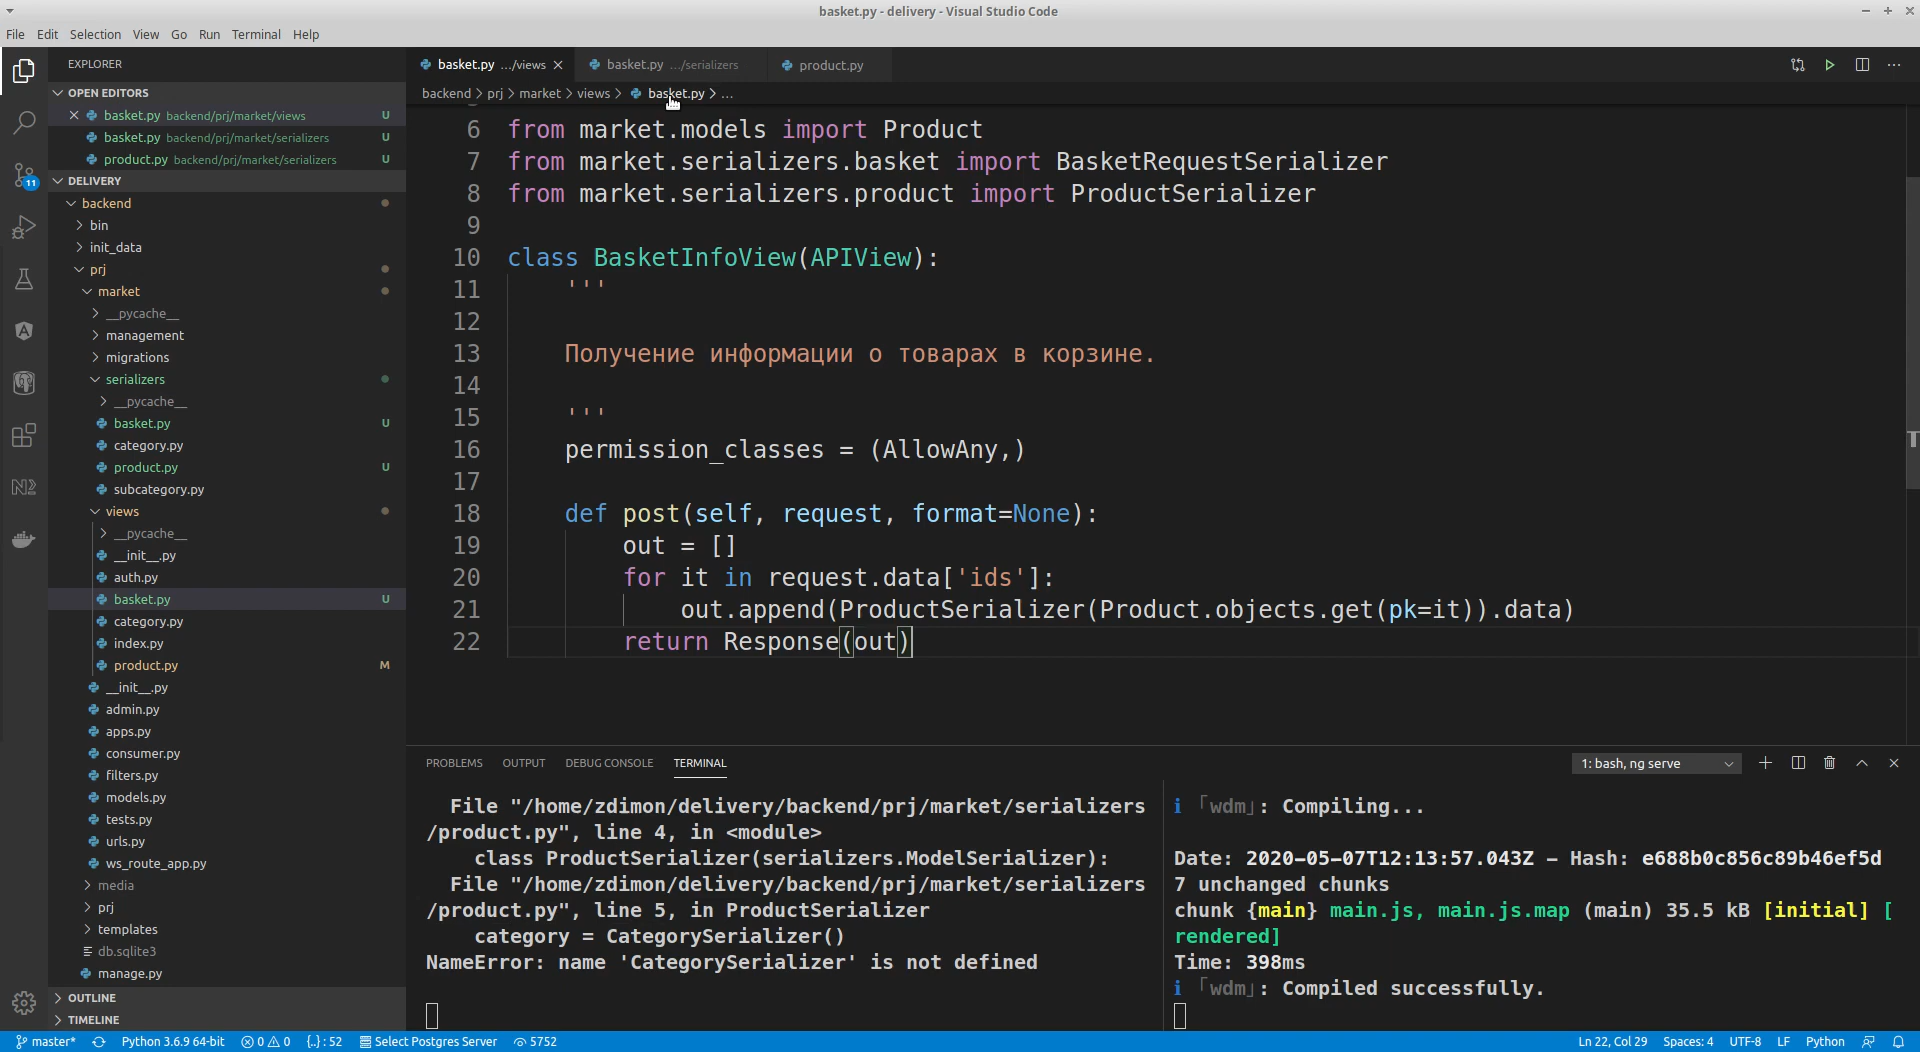 basket.py - delivery - Visual Studio Code
File Edit Selection View Go Run Terminal Help
EXPLORER
OPEN EDITORS
basket.py backend/prj/market/views U
basket.py backend/prj/market/serializers U
product.py backend/prj/market/serializers U
DELIVERY
backend
bin
init_data
prj
market
__pycache__
management
migrations
serializers
__pycache__
basket.py U
category.py
product.py U
subcategory.py
views
__pycache__
__init__.py
auth.py
basket.py U
category.py
index.py
product.py M
__init__.py
admin.py
apps.py
consumer.py
filters.py
models.py
tests.py
urls.py
ws_route_app.py
media
prj
templates
db.sqlite3
manage.py
OUTLINE
TIMELINE
11
basket.py .../views basket.py .../serializers product.py
backend > prj > market > views > basket.py > ...
6 from market.models import Product
7 from market.serializers.basket import BasketRequestSerializer
8 from market.serializers.product import ProductSerializer
9
10 class BasketInfoView(APIView):
11 '''
12
13 Получение информации о товарах в корзине.
14
15 '''
16 permission_classes = (AllowAny,)
17
18 def post(self, request, format=None):
19 out = []
20 for it in request.data['ids']:
21 out.append(ProductSerializer(Product.objects.get(pk=it)).data)
22 return Response(out)
PROBLEMS OUTPUT DEBUG CONSOLE TERMINAL 1: bash, ng serve
File "/home/zdimon/delivery/backend/prj/market/serializers
/product.py", line 4, in <module>
class ProductSerializer(serializers.ModelSerializer):
File "/home/zdimon/delivery/backend/prj/market/serializers
/product.py", line 5, in ProductSerializer
category = CategorySerializer()
NameError: name 'CategorySerializer' is not defined
ℹ 「wdm」: Compiling...
Date: 2020-05-07T12:13:57.043Z - Hash: e688b0c856c89b46ef5d
7 unchanged chunks
chunk {main} main.js, main.js.map (main) 35.5 kB [initial] [
rendered]
Time: 398ms
ℹ 「wdm」: Compiled successfully.
master* Python 3.6.9 64-bit 0 0 {..} : 52 Select Postgres Server 5752 Ln 22, Col 29 Spaces: 4 UTF-8 LF Python